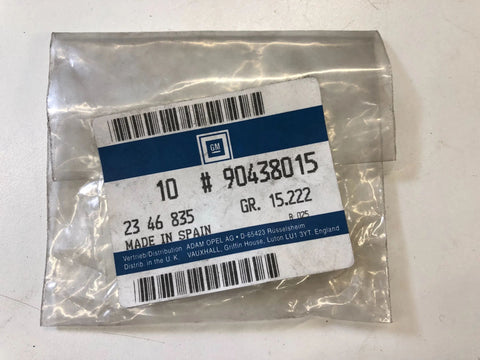 GM
10 # 90438015
23 46 835 GR. 15.222
MADE IN SPAIN B 025
Vertrieb/Distribution ADAM OPEL AG • D-65423 Rüsselsheim
Distrib. in the U. K. VAUXHALL, Griffin House, Luton LU1 3YT, England